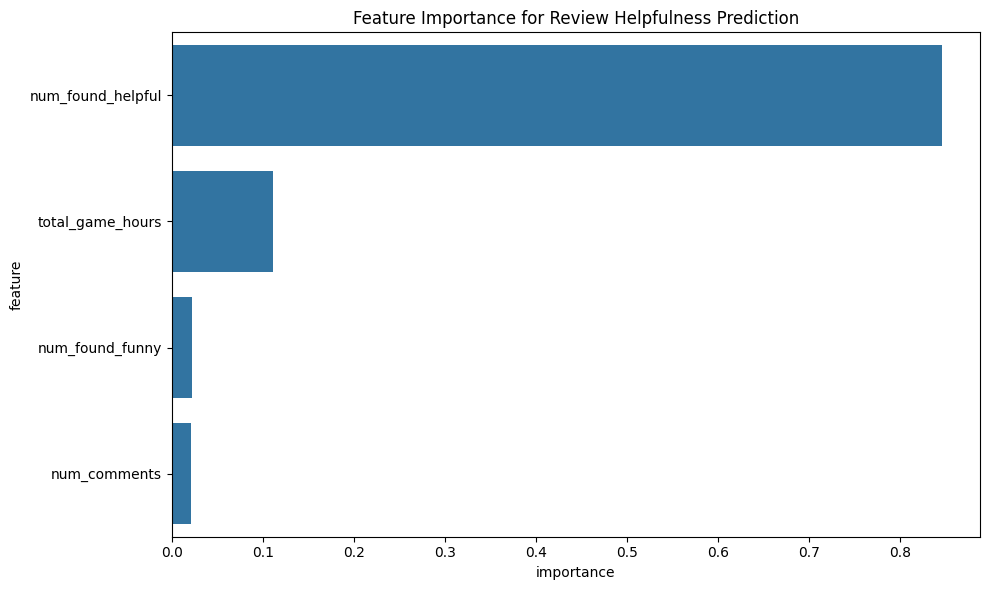 Feature Importance for Review Helpfulness Prediction
num_found_helpful
total_game_hours
num_found_funny
num_comments
feature
0.0 0.1 0.2 0.3 0.4 0.5 0.6 0.7 0.8
importance